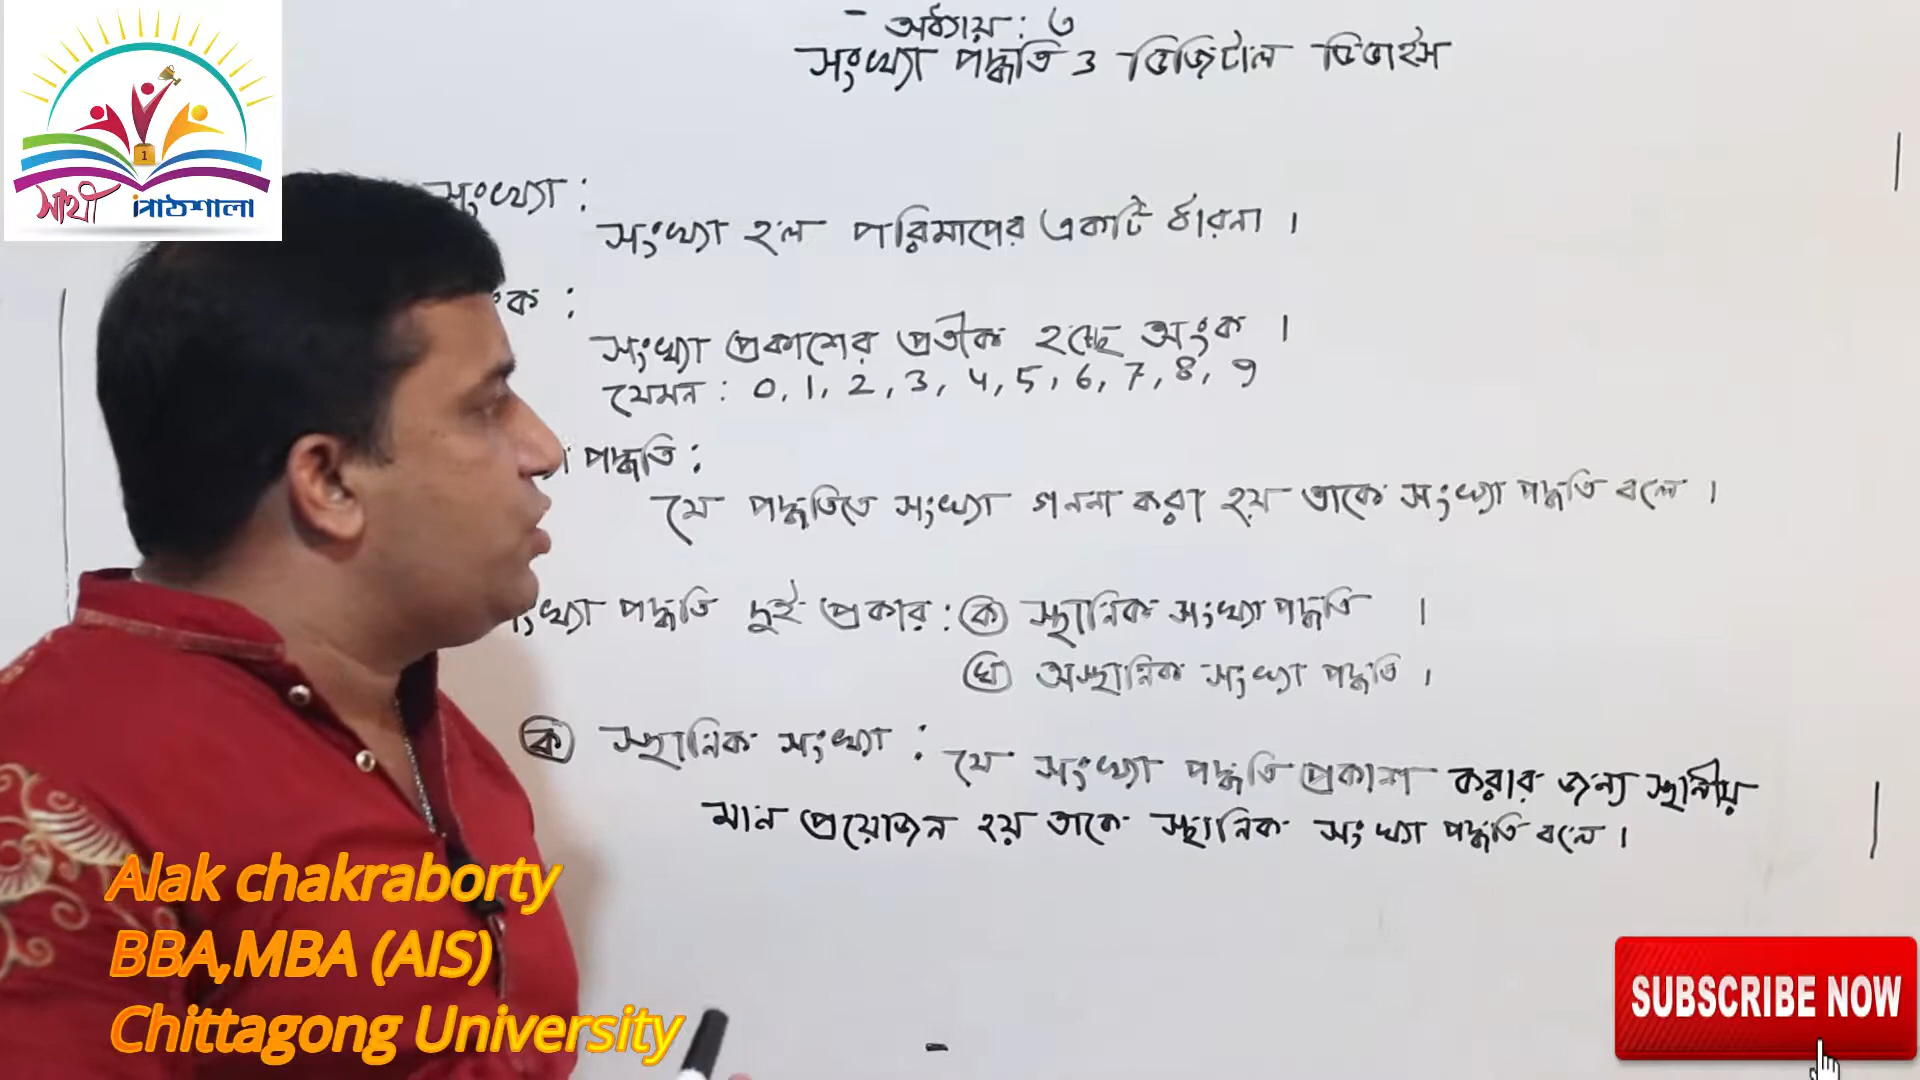 অধ্যায় : ৩
সংখ্যা পদ্ধতি ও ডিজিটাল ডিভাইস
সংখ্যা :
সংখ্যা হল পরিমাপের একটি ধারনা ।
ংক :
সংখ্যা প্রকাশের প্রতীক হচ্ছে অংক ।
যেমন : 0, 1, 2, 3, 4, 5, 6, 7, 8, 9
পদ্ধতি :
যে পদ্ধতিতে সংখ্যা গননা করা হয় তাকে সংখ্যা পদ্ধতি বলে ।
ংখ্যা পদ্ধতি দুই প্রকার : ক স্থানিক সংখ্যা পদ্ধতি ।
খ অস্থানিক সংখ্যা পদ্ধতি ।
ক স্থানিক সংখ্যা : যে সংখ্যা পদ্ধতি প্রকাশ করার জন্য স্থানীয়
মান প্রয়োজন হয় তাকে স্থানিক সংখ্যা পদ্ধতি বলে ।
সাথী পাঠশালা
1
Alak chakraborty
BBA,MBA (AIS)
Chittagong University
SUBSCRIBE NOW